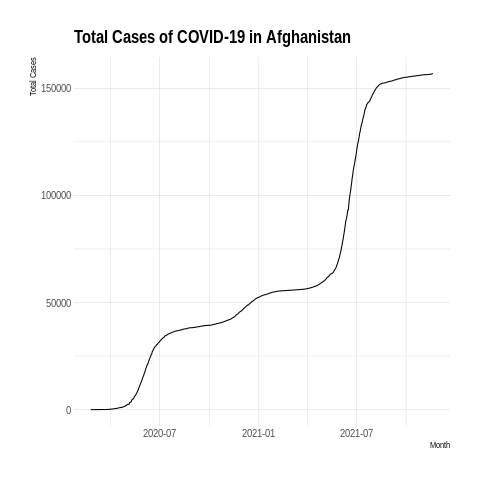 Total Cases of COVID-19 in Afghanistan
Total Cases
150000
100000
50000
0
2020-07
2021-01
2021-07
Month